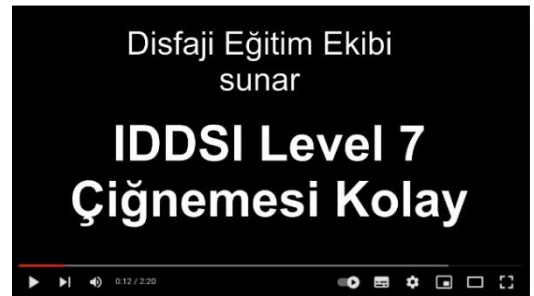 Disfaji Eğitim Ekibi
sunar
IDDSI Level 7
Çiğnemesi Kolay
0:12 / 2:20